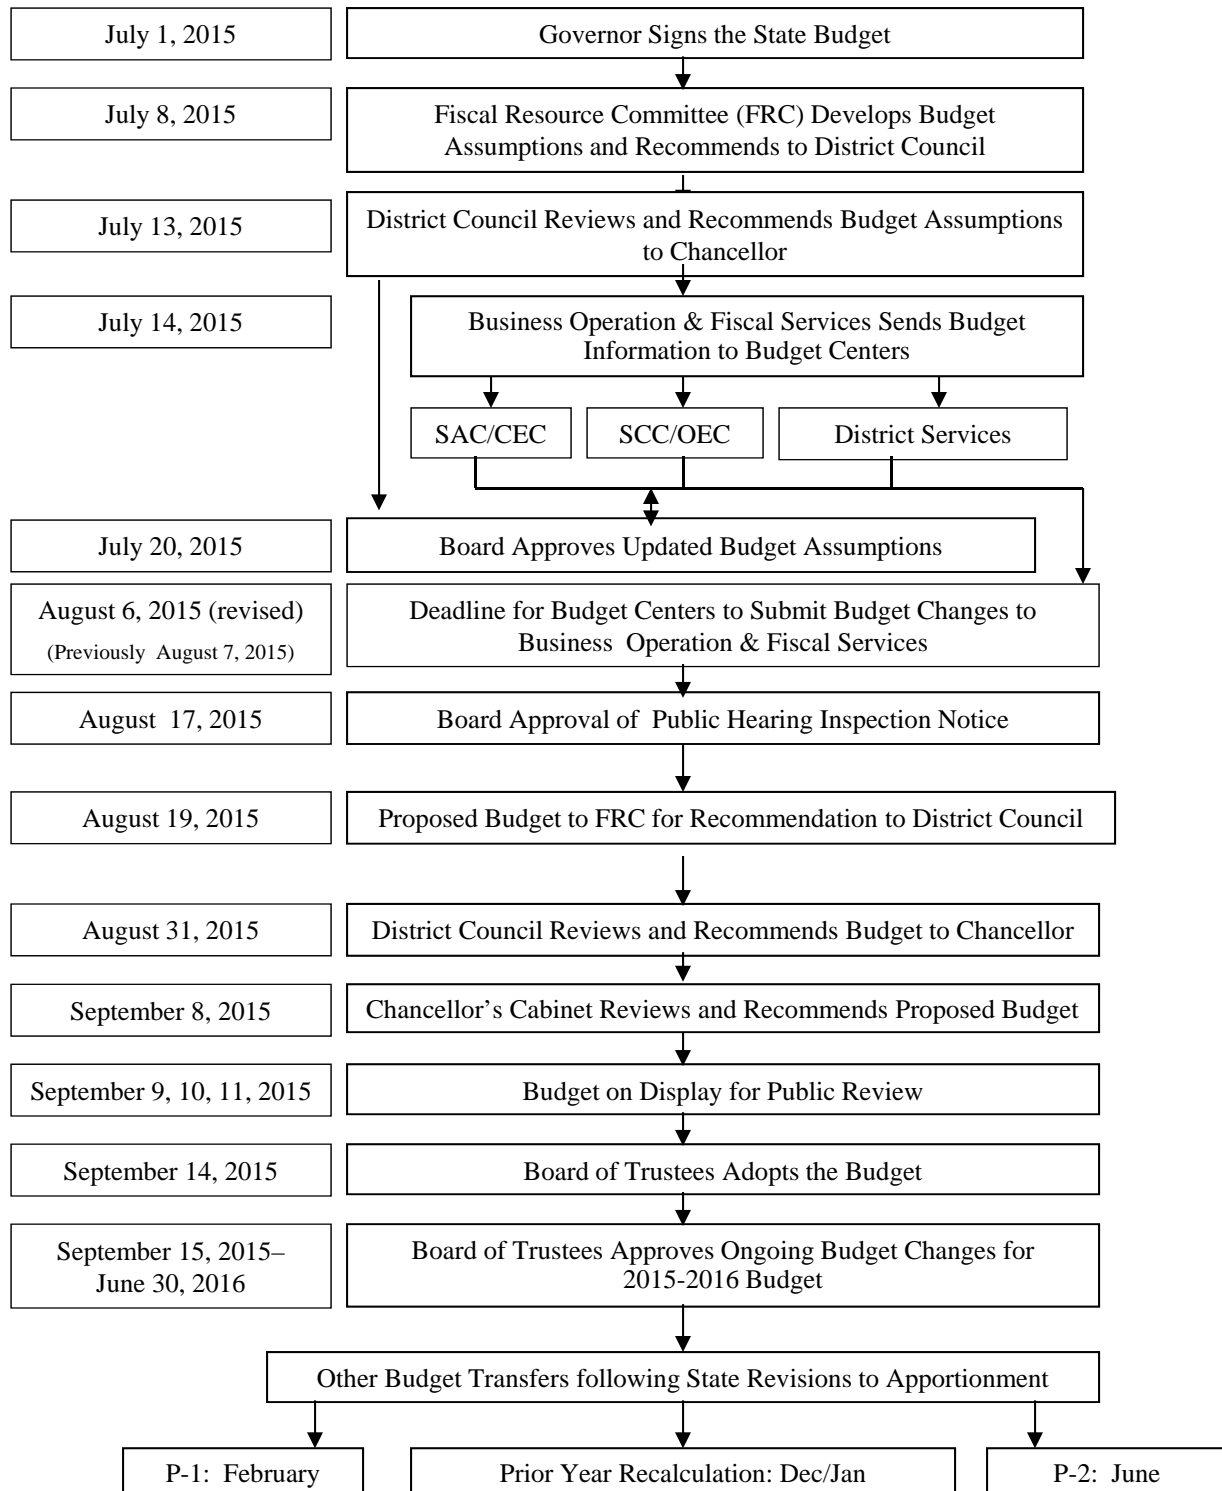 July 1, 2015
Governor Signs the State Budget
July 8, 2015
Fiscal Resource Committee (FRC) Develops Budget
Assumptions and Recommends to District Council
July 13, 2015
District Council Reviews and Recommends Budget Assumptions
to Chancellor
July 14, 2015
Business Operation & Fiscal Services Sends Budget
Information to Budget Centers
SAC/CEC
SCC/OEC
District Services
July 20, 2015
Board Approves Updated Budget Assumptions
August 6, 2015 (revised)
(Previously August 7, 2015)
Deadline for Budget Centers to Submit Budget Changes to
Business Operation & Fiscal Services
August 17, 2015
Board Approval of Public Hearing Inspection Notice
August 19, 2015
Proposed Budget to FRC for Recommendation to District Council
August 31, 2015
District Council Reviews and Recommends Budget to Chancellor
September 8, 2015
Chancellor’s Cabinet Reviews and Recommends Proposed Budget
September 9, 10, 11, 2015
Budget on Display for Public Review
September 14, 2015
Board of Trustees Adopts the Budget
September 15, 2015–
June 30, 2016
Board of Trustees Approves Ongoing Budget Changes for
2015-2016 Budget
Other Budget Transfers following State Revisions to Apportionment
P-1: February
Prior Year Recalculation: Dec/Jan
P-2: June